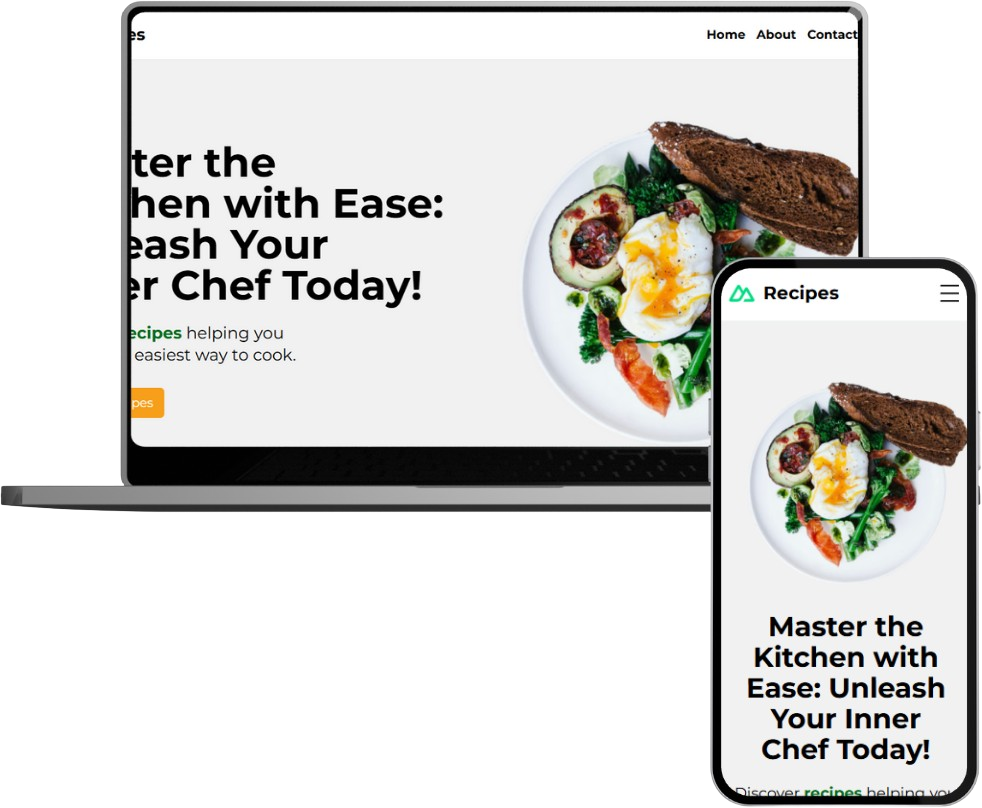 es
Home About Contact
ter the
hen with Ease:
eash Your
er Chef Today!
ecipes helping you
easiest way to cook.
pes
Recipes
Master the
Kitchen with
Ease: Unleash
Your Inner
Chef Today!
Discover recipes helping you